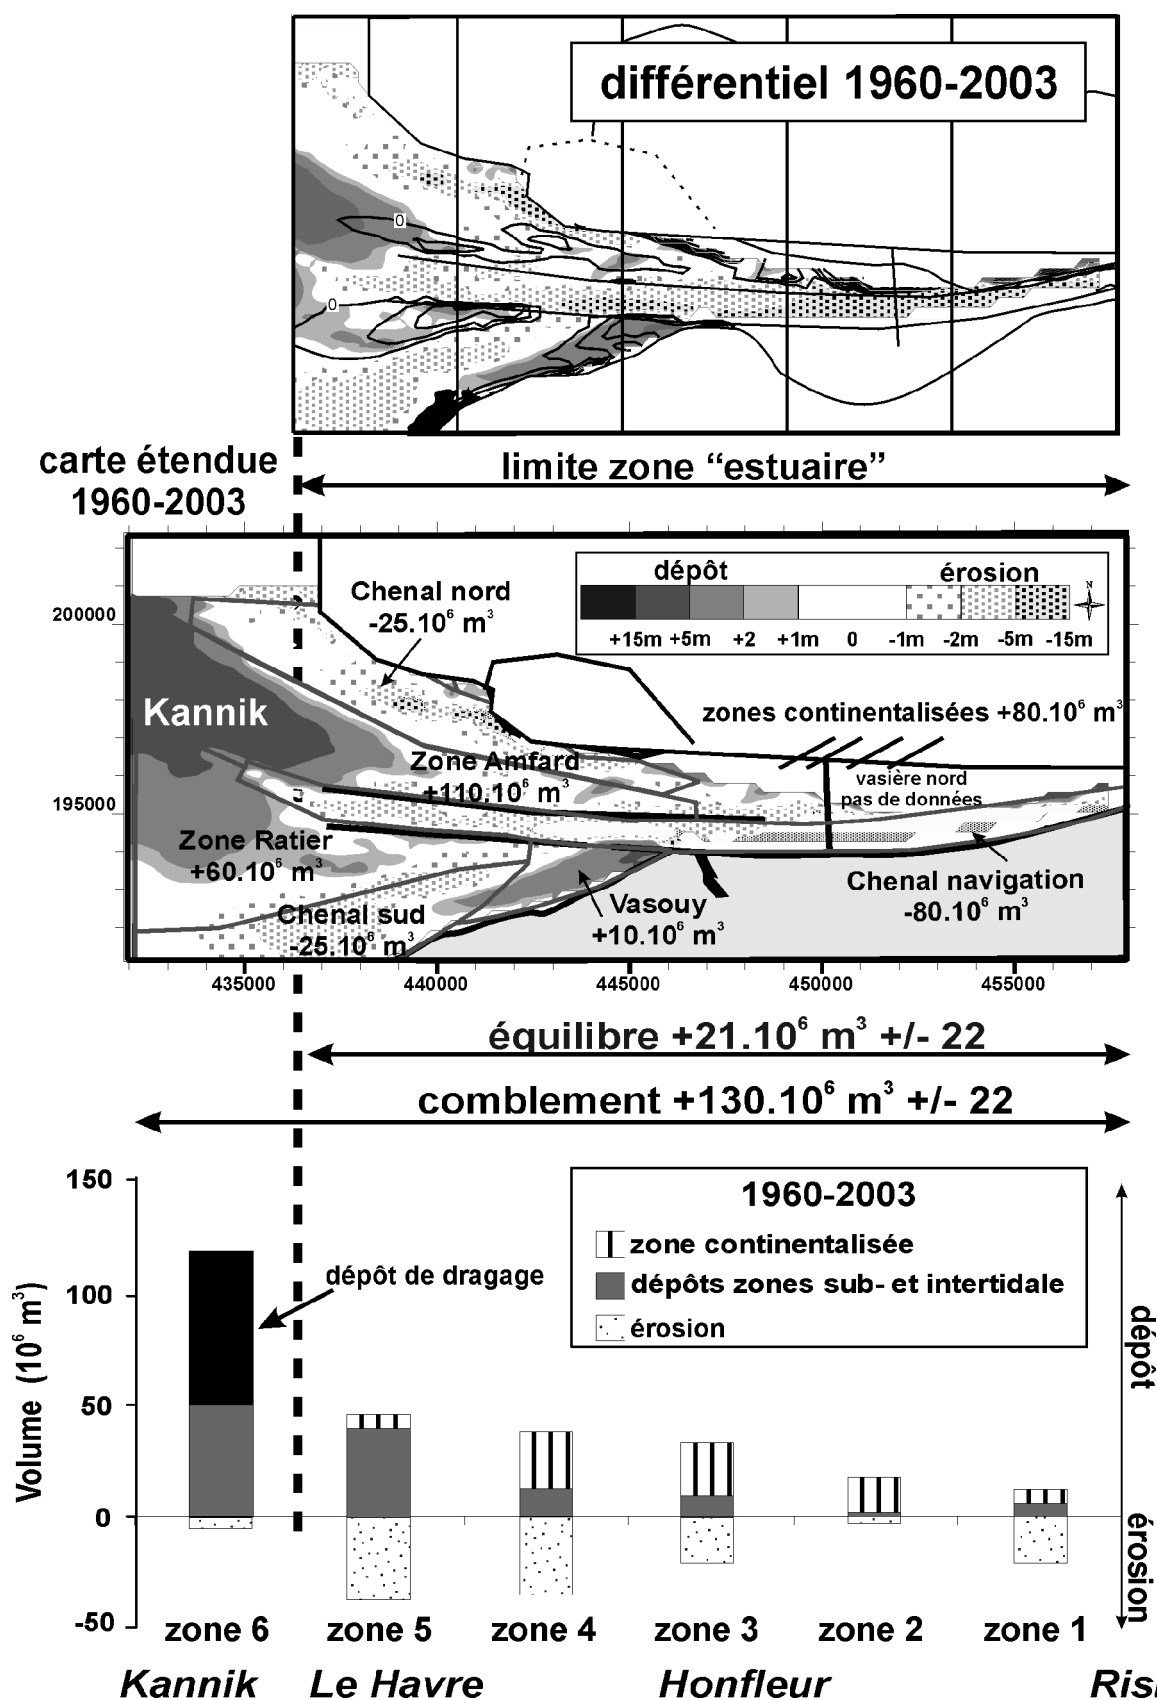 différentiel 1960-2003
0
0
carte étendue
1960-2003
limite zone “estuaire”
dépôt
érosion
N
+15m +5m +2 +1m 0 -1m -2m -5m -15m
Chenal nord
-25.10⁶ m³
200000
Kannik
zones continentalisées +80.10⁶ m³
Zone Amfard
+110.10⁶ m³
vasière nord
pas de données
195000
Zone Ratier
+60.10⁶ m³
Chenal navigation
-80.10⁶ m³
Vasouy
+10.10⁶ m³
Chenal sud
-25.10⁶ m³
435000 440000 445000 450000 455000
équilibre +21.10⁶ m³ +/- 22
comblement +130.10⁶ m³ +/- 22
150
100
50
0
-50
Volume (10⁶ m³)
1960-2003
zone continentalisée
dépôts zones sub- et intertidale
érosion
dépôt de dragage
dépôt
érosion
zone 6 zone 5 zone 4 zone 3 zone 2 zone 1
Kannik Le Havre Honfleur Risl